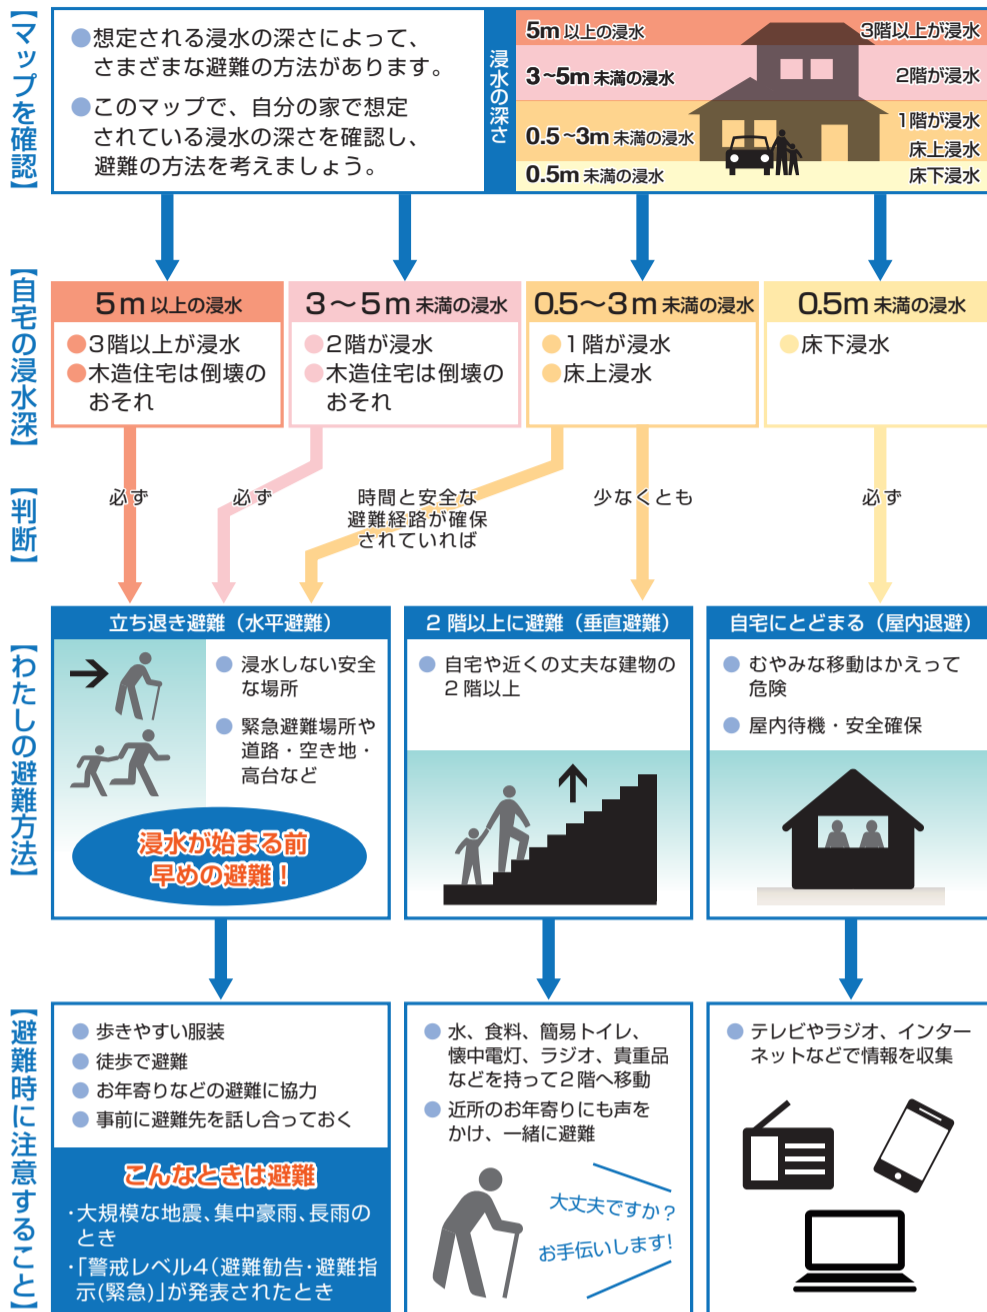 【マップを確認】
●想定される浸水の深さによって、
さまざまな避難の方法があります。
●このマップで、自分の家で想定
されている浸水の深さを確認し、
避難の方法を考えましょう。
浸水の深さ
5m 以上の浸水
3階以上が浸水
3~5m 未満の浸水
2階が浸水
0.5~3m 未満の浸水
1階が浸水
床上浸水
0.5m 未満の浸水
床下浸水
【自宅の浸水深】
5m 以上の浸水
●3階以上が浸水
●木造住宅は倒壊の
おそれ
3～5m 未満の浸水
●2階が浸水
●木造住宅は倒壊の
おそれ
0.5～3m 未満の浸水
●1階が浸水
●床上浸水
0.5m 未満の浸水
●床下浸水
【判断】
必ず
必ず
時間と安全な
避難経路が確保
されていれば
少なくとも
必ず
【わたしの避難方法】
立ち退き避難（水平避難）
●浸水しない安全
な場所
●緊急避難場所や
道路・空き地・
高台など
浸水が始まる前
早めの避難！
2 階以上に避難（垂直避難）
●自宅や近くの丈夫な建物の
2 階以上
自宅にとどまる（屋内退避）
●むやみな移動はかえって
危険
●屋内待機・安全確保
【避難時に注意すること】
●歩きやすい服装
●徒歩で避難
●お年寄りなどの避難に協力
●事前に避難先を話し合っておく
こんなときは避難
・大規模な地震、集中豪雨、長雨の
とき
・「警戒レベル4（避難勧告・避難指
示(緊急)」が発表されたとき
●水、食料、簡易トイレ、
懐中電灯、ラジオ、貴重品
などを持って2階へ移動
●近所のお年寄りにも声を
かけ、一緒に避難
大丈夫ですか？
お手伝いします!
●テレビやラジオ、インター
ネットなどで情報を収集